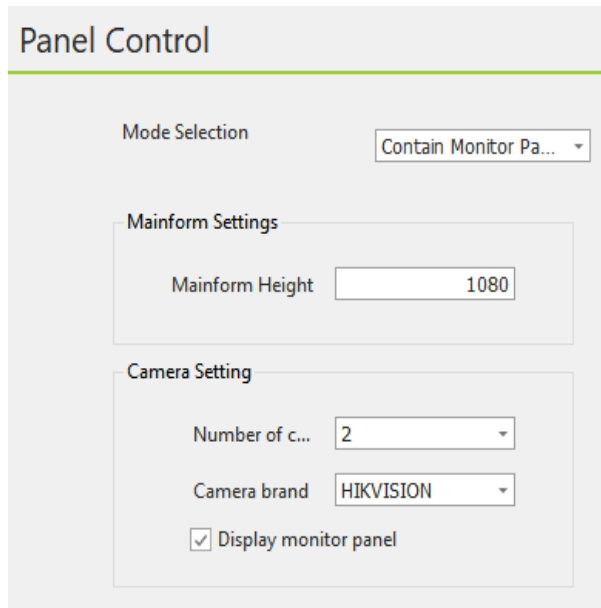 Panel Control
Mode Selection
Contain Monitor Pa...
Mainform Settings
Mainform Height 1080
Camera Setting
Number of c... 2
Camera brand HIKVISION
Display monitor panel